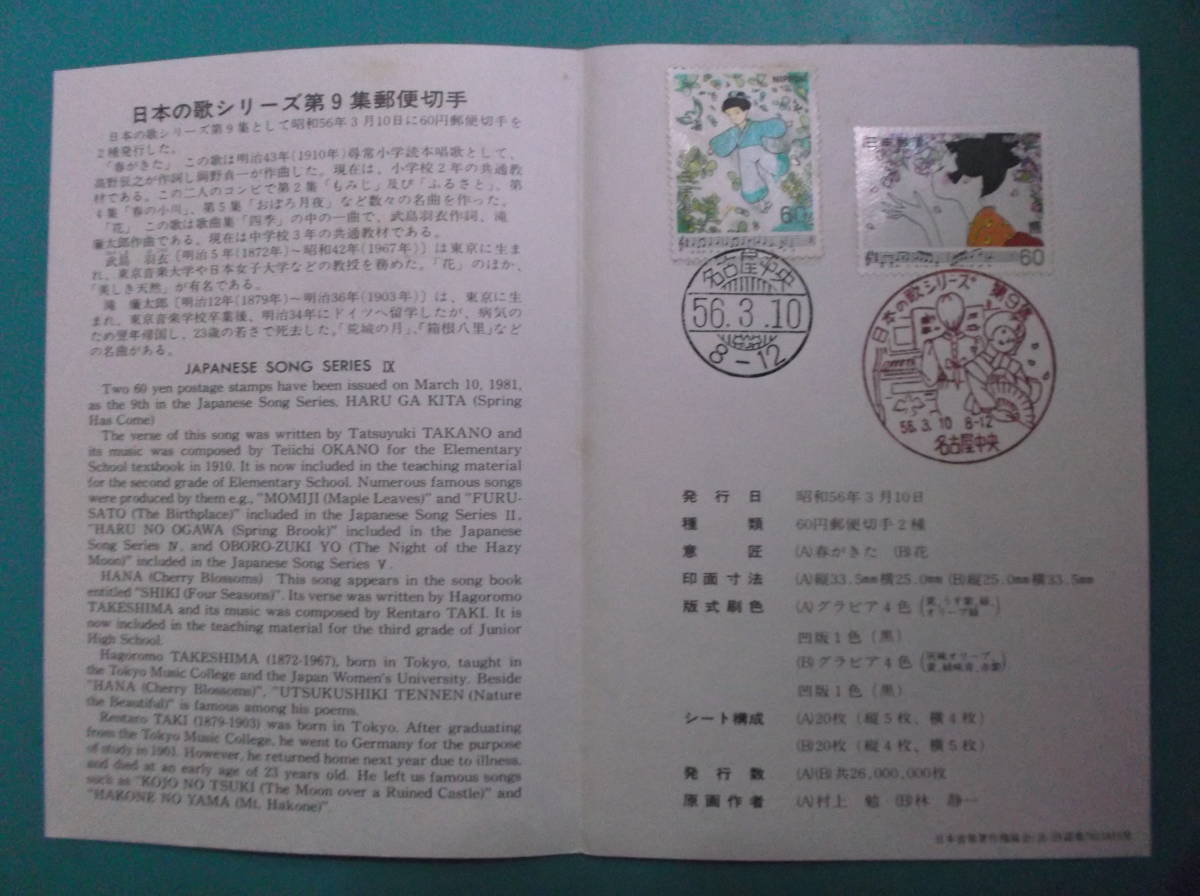 日本の歌シリーズ第9集郵便切手
日本の歌シリーズ第9集として昭和56年3月10日に60円郵便切手を
2種発行した。
「春がきた」 この歌は明治43年(1910年)尋常小学読本唱歌として、
高野辰之が作詞し岡野貞一が作曲した。現在は、小学校2年の共通教
材である。この二人のコンビで第2集「もみじ」及び「ふるさと」、第
4集「春の小川」、第5集「おぼろ月夜」など数々の名曲を作った。
「花」 この歌は歌曲集「四季」の中の一曲で、武島羽衣作詞、滝
廉太郎作曲である。現在は中学校3年の共通教材である。
武島 羽衣〔明治5年(1872年)〜昭和42年(1967年)〕は東京に生ま
れ、東京音楽大学や日本女子大学などの教授を務めた。「花」のほか、
「美しき天然」が有名である。
滝 廉太郎〔明治12年(1879年)〜明治36年(1903年)〕は、東京に生
まれ、東京音楽学校卒業後、明治34年にドイツへ留学したが、病気の
ため翌年帰国し、23歳の若さで死去した。「荒城の月」、「箱根八里」など
の名曲がある。
JAPANESE SONG SERIES Ⅸ
Two 60 yen postage stamps have been issued on March 10, 1981,
as the 9th in the Japanese Song Series. HARU GA KITA (Spring
Has Come)
The verse of this song was written by Tatsuyuki TAKANO and
its music was composed by Teiichi OKANO for the Elementary
School textbook in 1910. It is now included in the teaching material
for the second grade of Elementary School. Numerous famous songs
were produced by them e.g., "MOMIJI (Maple Leaves)" and "FURU-
SATO (The Birthplace)" included in the Japanese Song Series Ⅱ,
"HARU NO OGAWA (Spring Brook)" included in the Japanese
Song Series Ⅳ, and OBORO-ZUKI YO (The Night of the Hazy
Moon)" included in the Japanese Song Series Ⅴ.
HANA (Cherry Blossoms) This song appears in the song book
entitled "SHIKI (Four Seasons)". Its verse was written by Hagoromo
TAKESHIMA and its music was composed by Rentaro TAKI. It is
now included in the teaching material for the third grade of Junior
High School.
Hagoromo TAKESHIMA (1872-1967), born in Tokyo, taught in
the Tokyo Music College and the Japan Women's University. Beside
"HANA (Cherry Blossoms)", "UTSUKUSHIKI TENNEN (Nature
the Beautiful)" is famous among his poems.
Rentaro TAKI (1879-1903) was born in Tokyo. After graduating
from the Tokyo Music College, he went to Germany for the purpose
of study in 1901. However, he returned home next year due to illness,
and died at an early age of 23 years old. He left us famous songs
such as "KOJO NO TSUKI (The Moon over a Ruined Castle)" and
"HAKONE NO YAMA (Mt. Hakone)".
NIPPON
60
日本郵便
60
名古屋中央
56.3.10
8-12
日本の歌シリーズ 第9集
56.3.10 8-12
名古屋中央
発行日 昭和56年3月10日
種類 60円郵便切手2種
意匠 (A)春がきた (B)花
印面寸法 (A)縦33.5mm横25.0mm (B)縦25.0mm横33.5mm
版式刷色 (A)グラビア4色
凹版1色(黒)
(B)グラビア4色
凹版1色(黒)
シート構成 (A)20枚(縦5枚、横4枚)
(B)20枚(縦4枚、横5枚)
発行数 (A)(B)共26,000,000枚
原画作者 (A)村上 勉 (B)林 静一